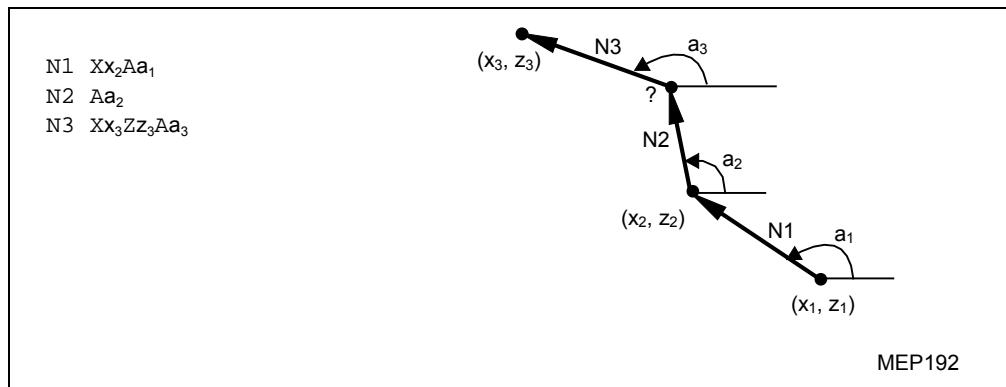 N1 Xx₂Aa₁
N2 Aa₂
N3 Xx₃Zz₃Aa₃
(x₃, z₃)
N3
a₃
?
N2
a₂
(x₂, z₂)
N1
a₁
(x₁, z₁)
MEP192